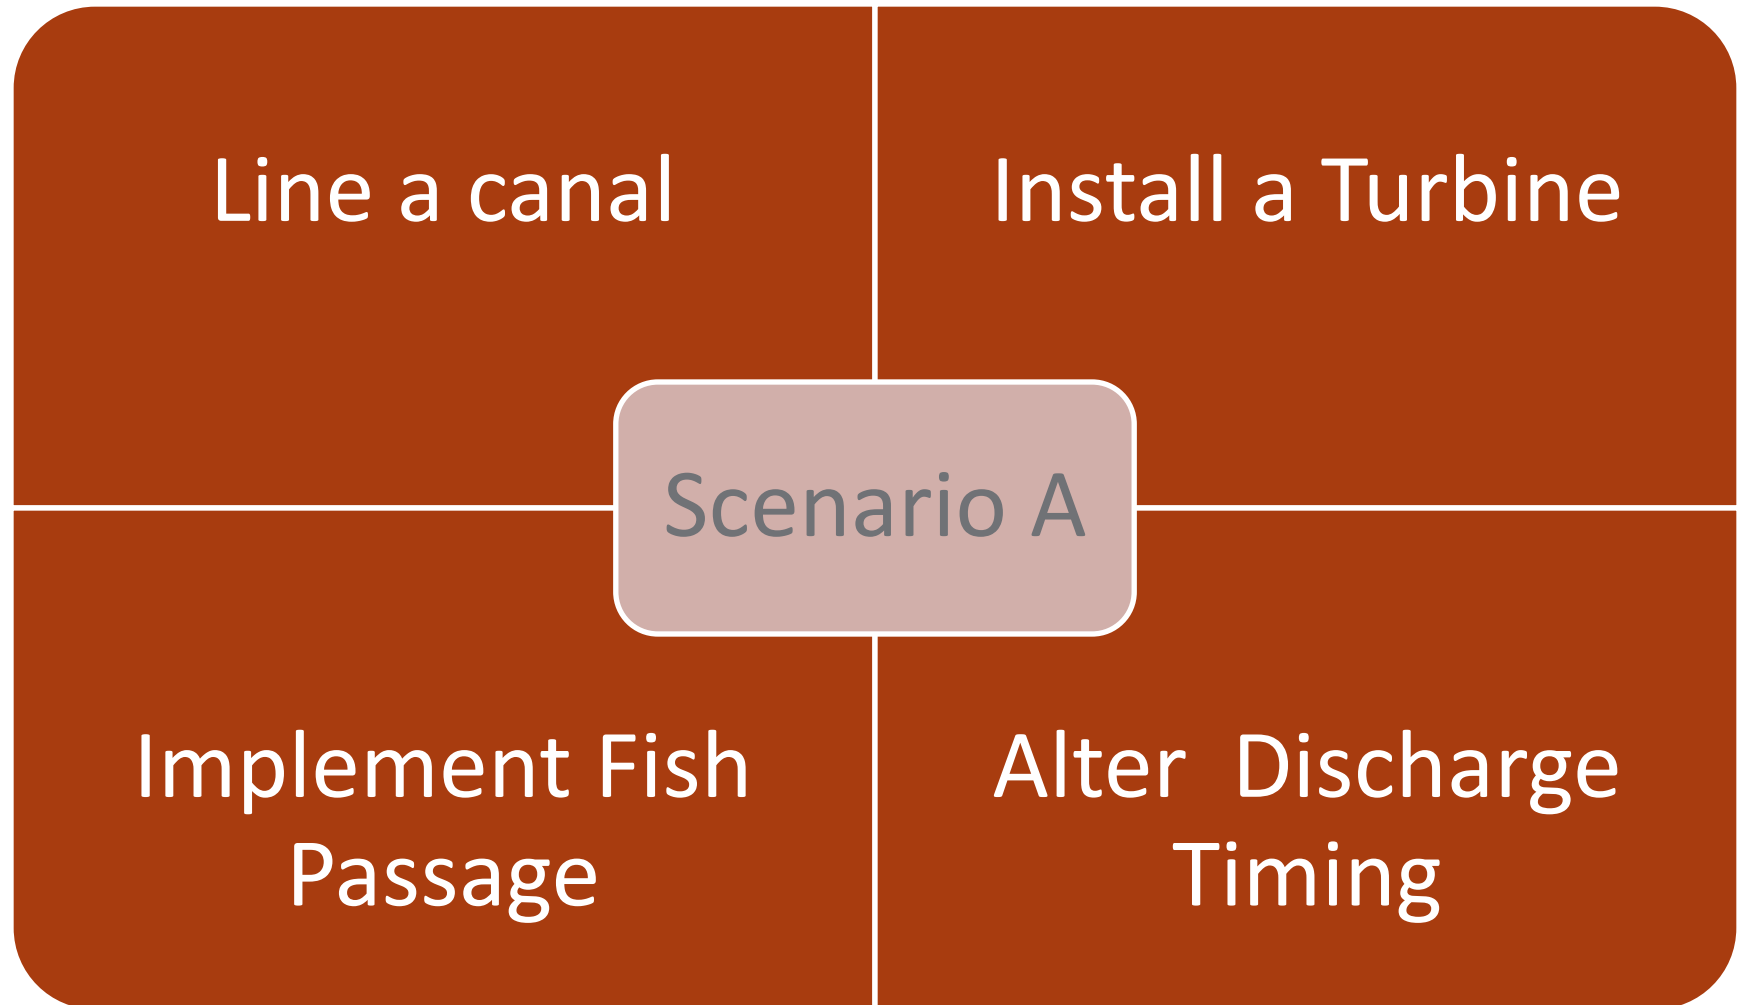 Line a canal
Install a Turbine
Scenario A
Implement Fish
Passage
Alter  Discharge
Timing